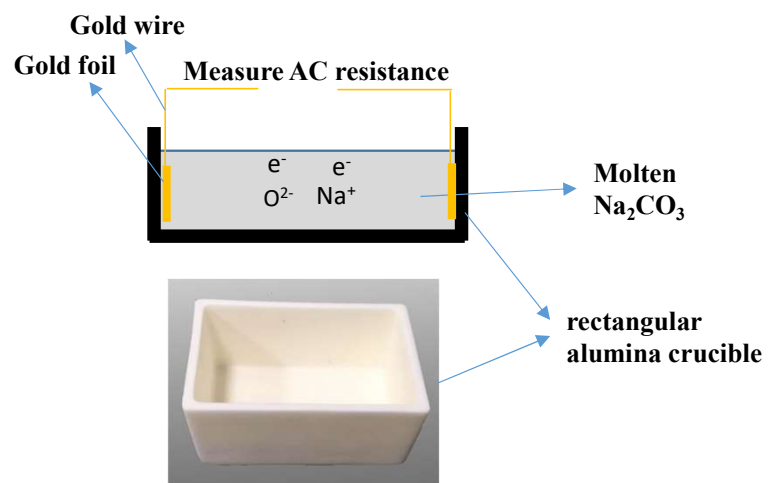 Gold wire
Gold foil
Measure AC resistance
e⁻ e⁻
O²⁻ Na⁺
Molten
Na₂CO₃
rectangular
alumina crucible